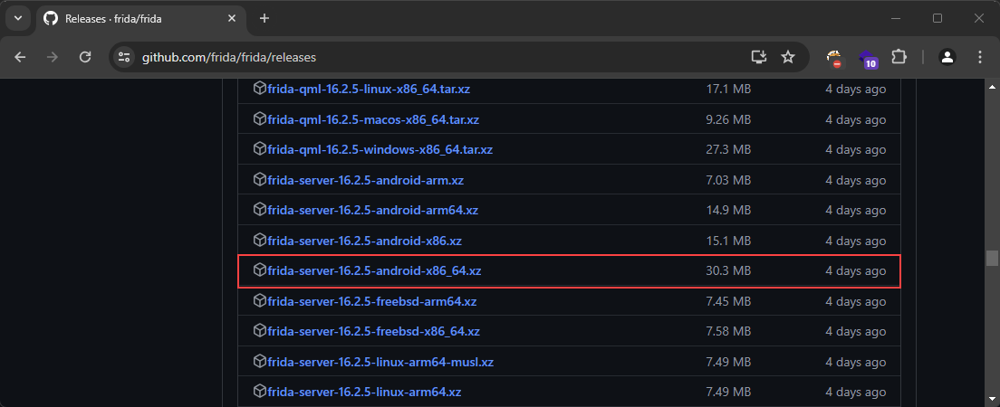 Releases · frida/frida
github.com/frida/frida/releases
10
frida-qml-16.2.5-linux-x86_64.tar.xz 17.1 MB 4 days ago
frida-qml-16.2.5-macos-x86_64.tar.xz 9.26 MB 4 days ago
frida-qml-16.2.5-windows-x86_64.tar.xz 27.3 MB 4 days ago
frida-server-16.2.5-android-arm.xz 7.03 MB 4 days ago
frida-server-16.2.5-android-arm64.xz 14.9 MB 4 days ago
frida-server-16.2.5-android-x86.xz 15.1 MB 4 days ago
frida-server-16.2.5-android-x86_64.xz 30.3 MB 4 days ago
frida-server-16.2.5-freebsd-arm64.xz 7.45 MB 4 days ago
frida-server-16.2.5-freebsd-x86_64.xz 7.58 MB 4 days ago
frida-server-16.2.5-linux-arm64-musl.xz 7.49 MB 4 days ago
frida-server-16.2.5-linux-arm64.xz 7.49 MB 4 days ago